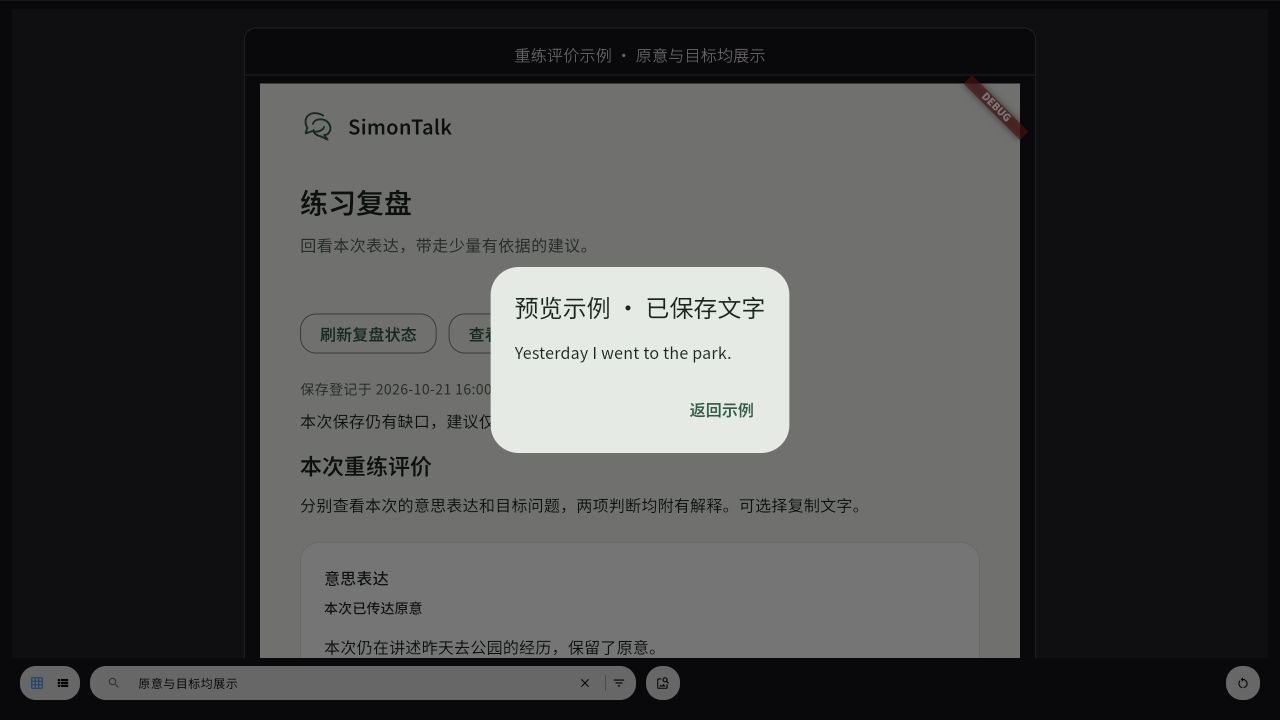 重练评价示例 · 原意与目标均展示
DEBUG
SimonTalk
练习复盘
回看本次表达，带走少量有依据的建议。
预览示例 · 已保存文字
Yesterday I went to the park.
返回示例
刷新复盘状态
查
保存登记于 2026-10-21 16:00
本次保存仍有缺口，建议仅
本次重练评价
分别查看本次的意思表达和目标问题，两项判断均附有解释。可选择复制文字。
意思表达
本次已传达原意
本次仍在讲述昨天去公园的经历，保留了原意。
原意与目标均展示